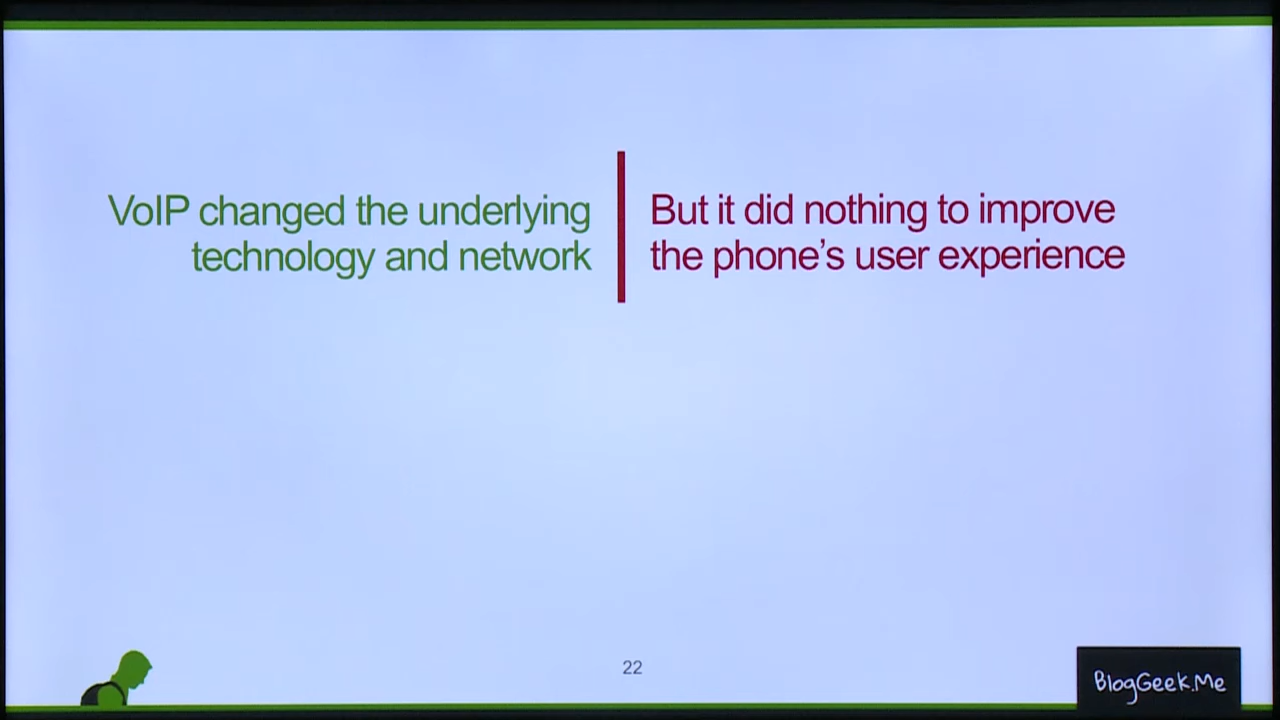 VoIP changed the underlying
technology and network
But it did nothing to improve
the phone’s user experience
22
BlogGeek.Me